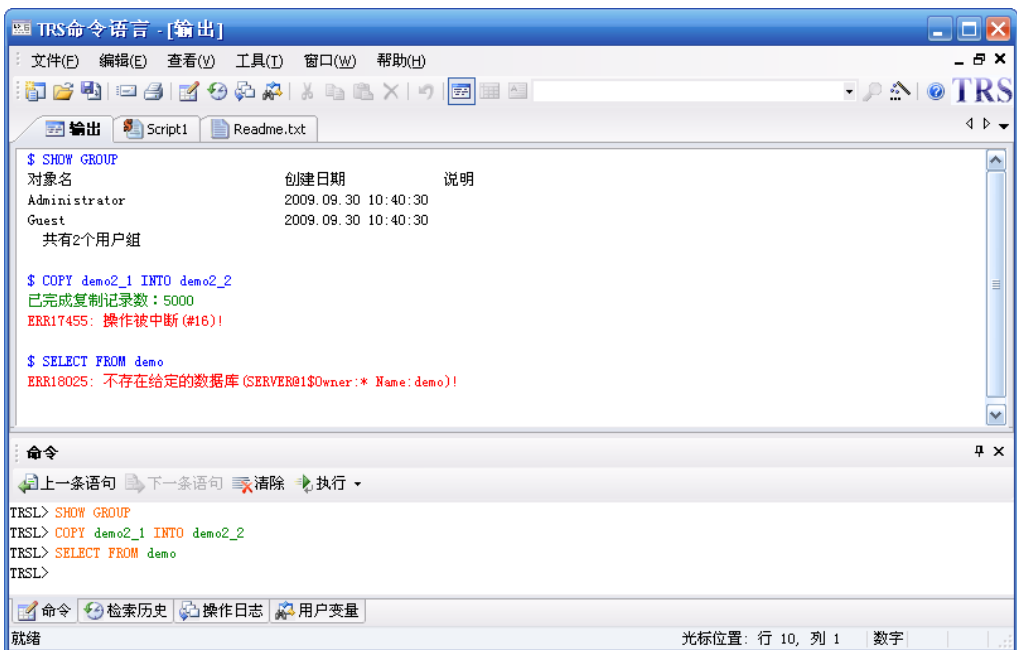 TRS命令语言 - [输出]
文件(F) 编辑(E) 查看(V) 工具(T) 窗口(W) 帮助(H)
TRS
输出 Script1 Readme.txt
$ SHOW GROUP
对象名 创建日期 说明
Administrator 2009.09.30 10:40:30
Guest 2009.09.30 10:40:30
共有2个用户组
$ COPY demo2_1 INTO demo2_2
已完成复制记录数：5000
ERR17455: 操作被中断(#16)!
$ SELECT FROM demo
ERR18025: 不存在给定的数据库(SERVER@1$Owner:* Name:demo)!
命令
上一条语句 下一条语句 清除 执行
TRSL> SHOW GROUP
TRSL> COPY demo2_1 INTO demo2_2
TRSL> SELECT FROM demo
TRSL>
命令 检索历史 操作日志 用户变量
就绪 光标位置: 行 10, 列 1 数字